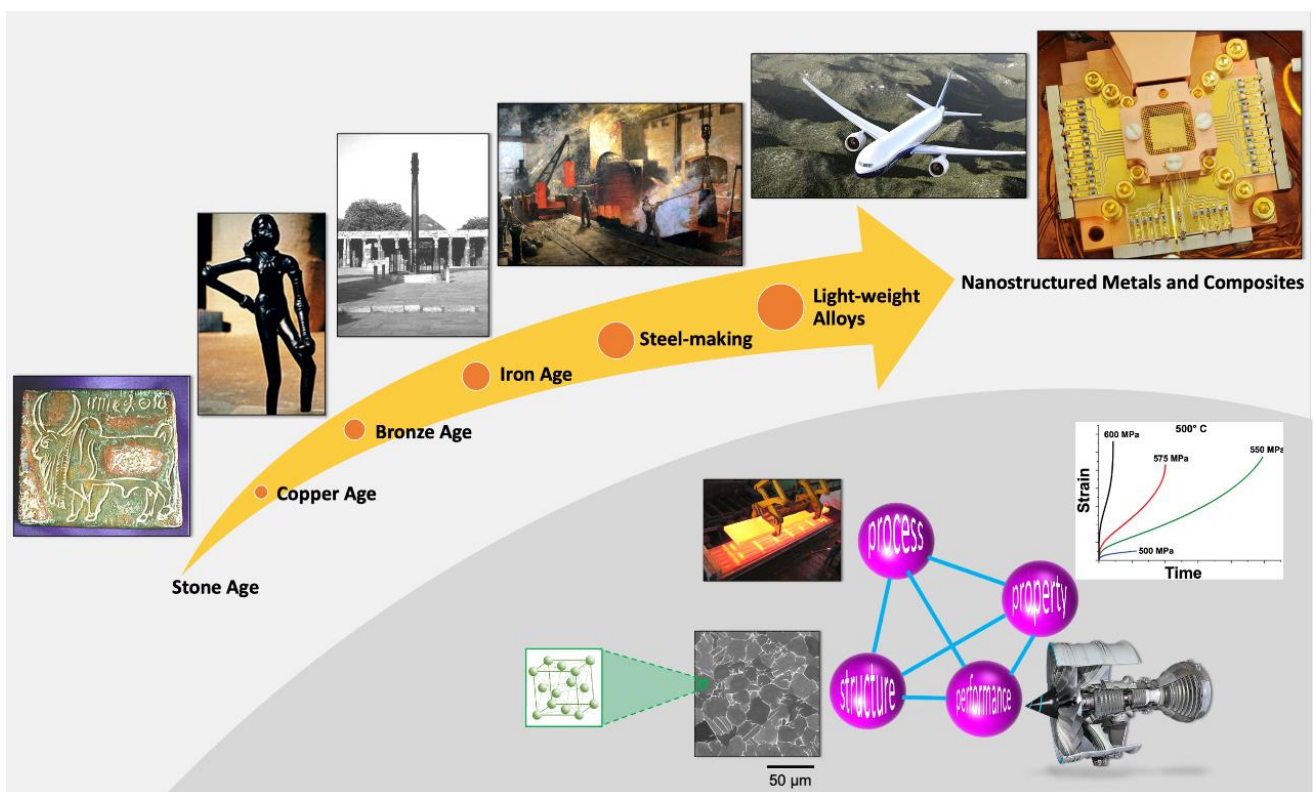 Nanostructured Metals and Composites
Light-weight
Alloys
Steel-making
Iron Age
Bronze Age
Copper Age
Stone Age
500° C
600 MPa
575 MPa
550 MPa
500 MPa
Strain
Time
process
property
structure
performance
50 μm